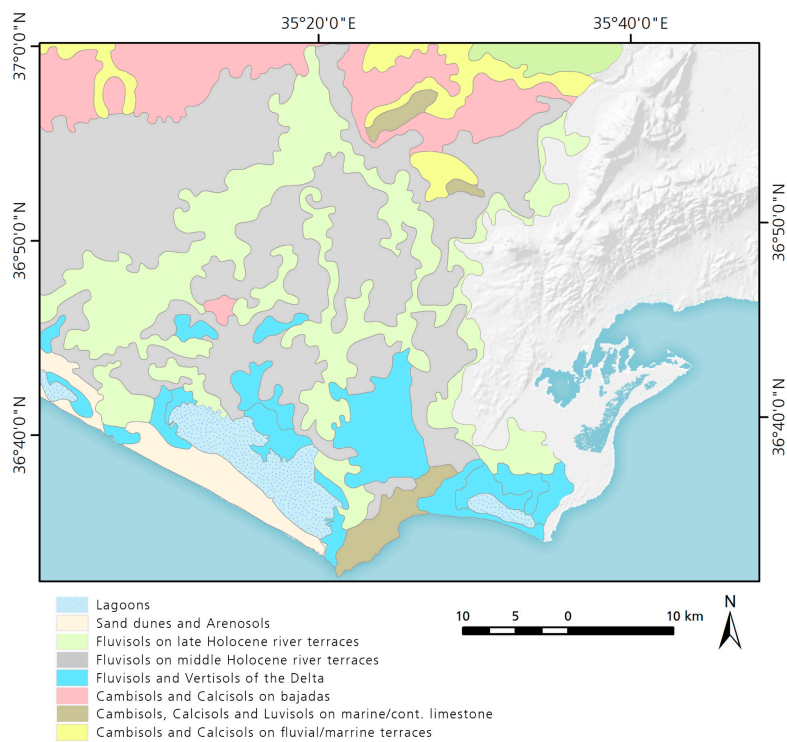 35°20'0"E 35°40'0"E
37°0'0"N
36°50'0"N
36°50'0"N
36°40'0"N
36°40'0"N
Lagoons
Sand dunes and Arenosols
Fluvisols on late Holocene river terraces
Fluvisols on middle Holocene river terraces
Fluvisols and Vertisols of the Delta
Cambisols and Calcisols on bajadas
Cambisols, Calcisols and Luvisols on marine/cont. limestone
Cambisols and Calcisols on fluvial/marrine terraces
10 5 0 10 km
N